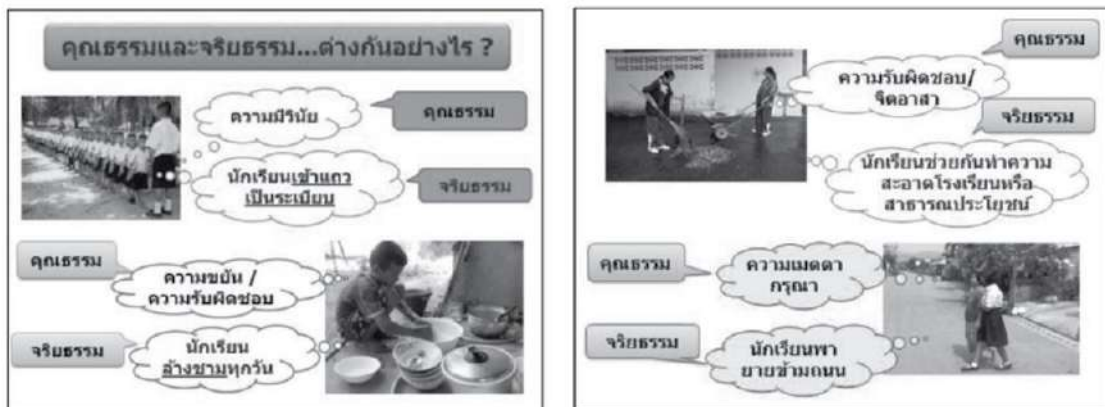 คุณธรรมและจริยธรรม...ต่างกันอย่างไร ?
ความมีวินัย
คุณธรรม
นักเรียนเข้าแถว
เป็นระเบียบ
จริยธรรม
คุณธรรม
ความขยัน /
ความรับผิดชอบ
จริยธรรม
นักเรียน
ล้างชามทุกวัน
คุณธรรม
ความรับผิดชอบ/
จิตอาสา
จริยธรรม
นักเรียนช่วยกันทำความ
สะอาดโรงเรียนหรือ
สาธารณประโยชน์
คุณธรรม
ความเมตตา
กรุณา
จริยธรรม
นักเรียนพา
ยายข้ามถนน